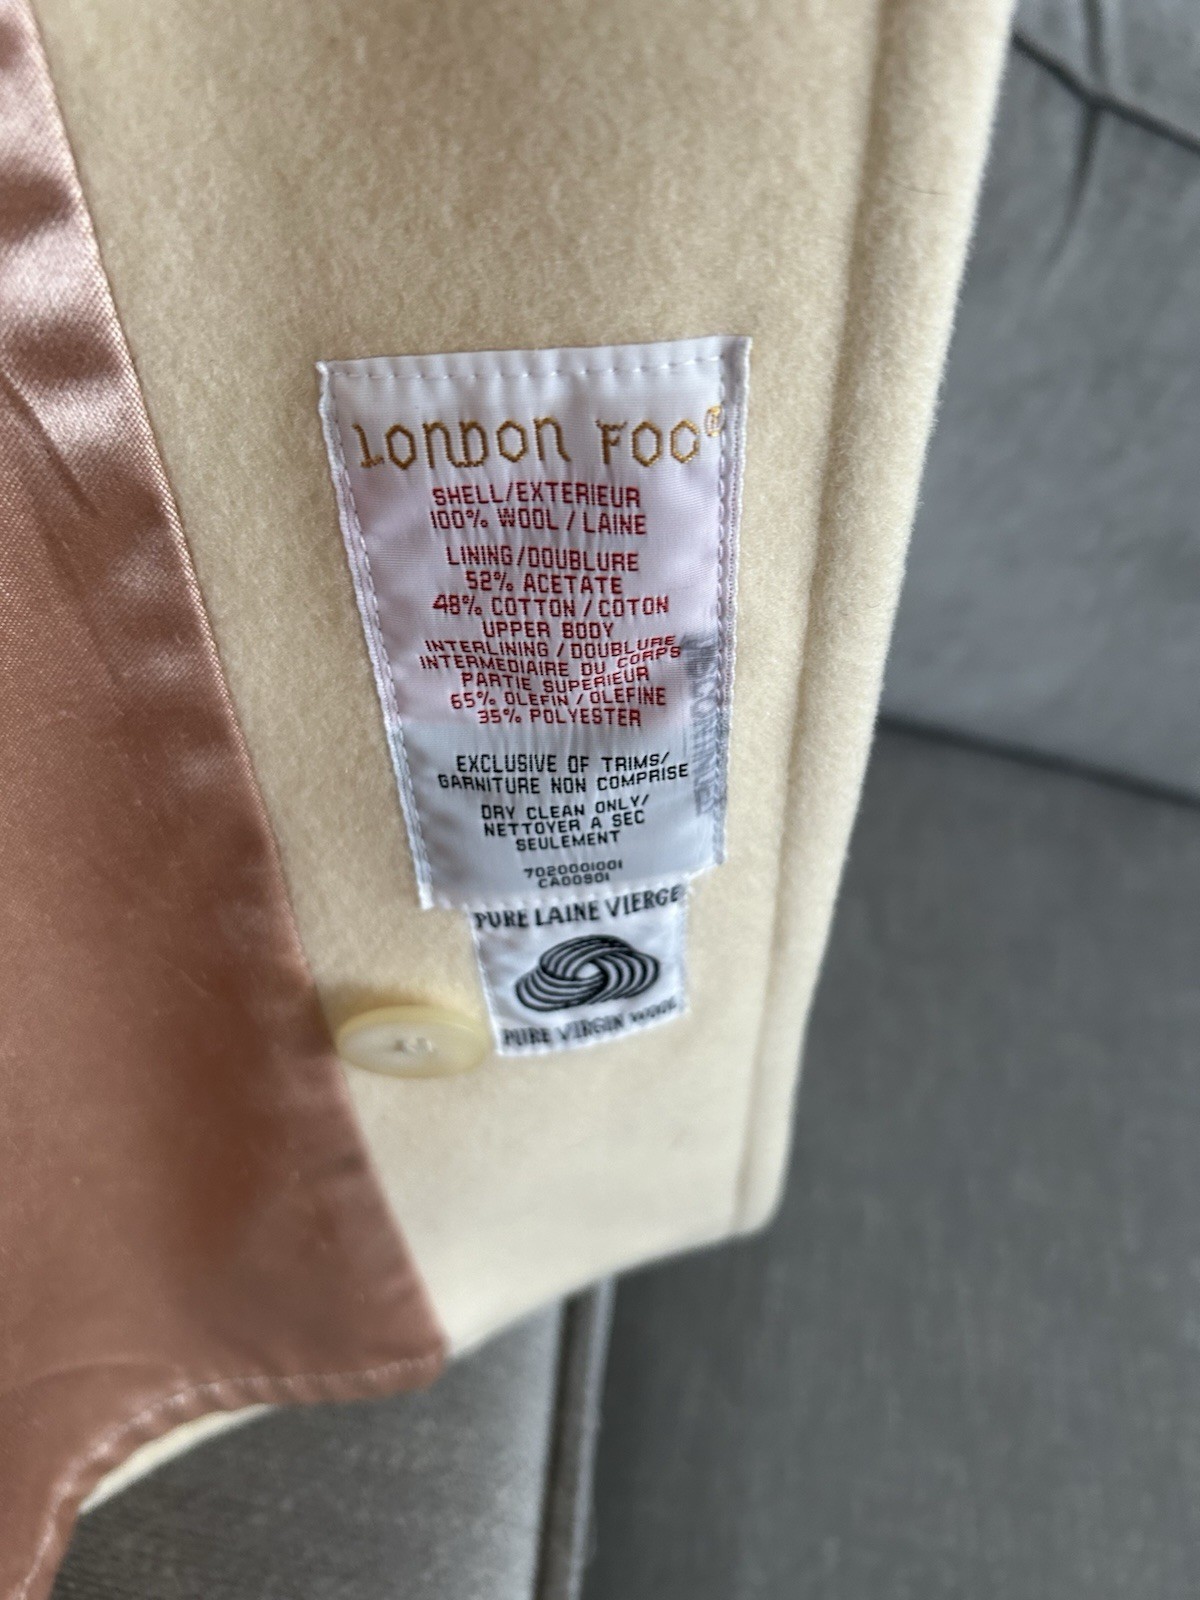 LONDON FOG®
SHELL/EXTERIEUR
100% WOOL / LAINE
LINING/DOUBLURE
52% ACETATE
48% COTTON / COTON
UPPER BODY
INTERLINING / DOUBLURE
INTERMEDIAIRE DU CORPS
PARTIE SUPERIEUR
65% OLEFIN / OLEFINE
35% POLYESTER
EXCLUSIVE OF TRIMS/
GARNITURE NON COMPRISE
DRY CLEAN ONLY/
NETTOYER A SEC
SEULEMENT
7020001001
CA00901
PURE LAINE VIERGE
PURE VIRGIN WOOL